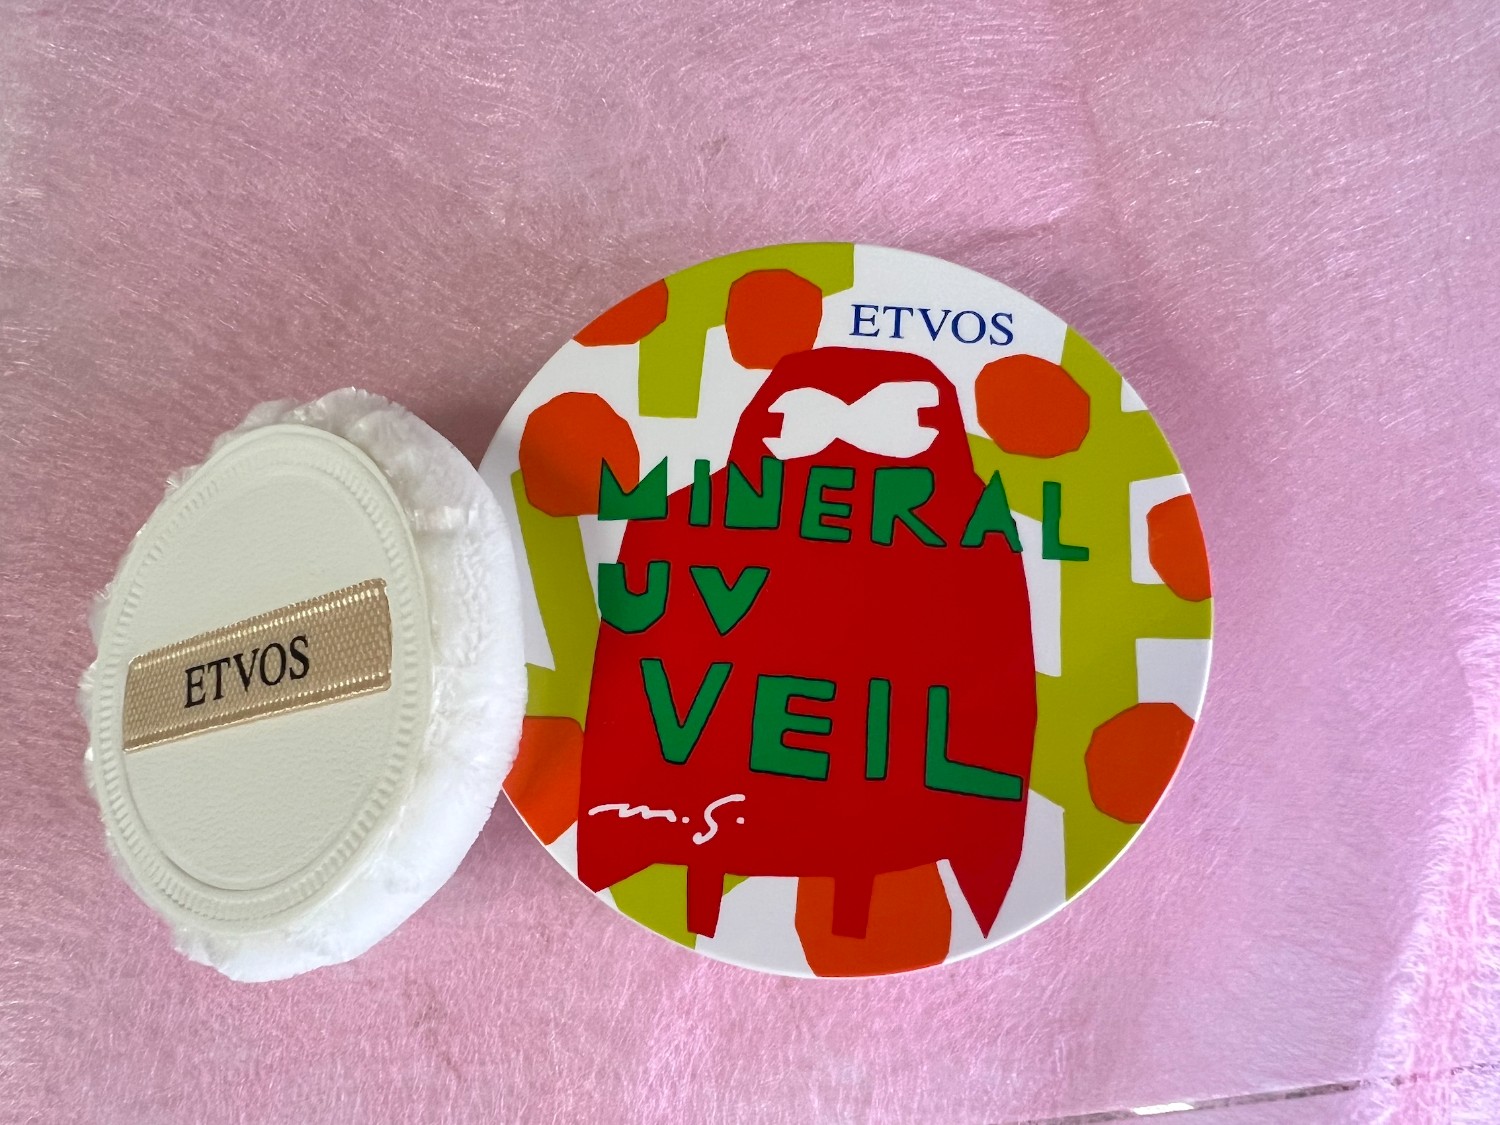 ETVOS
MINERAL
UV
VEIL
m.s.
ETVOS